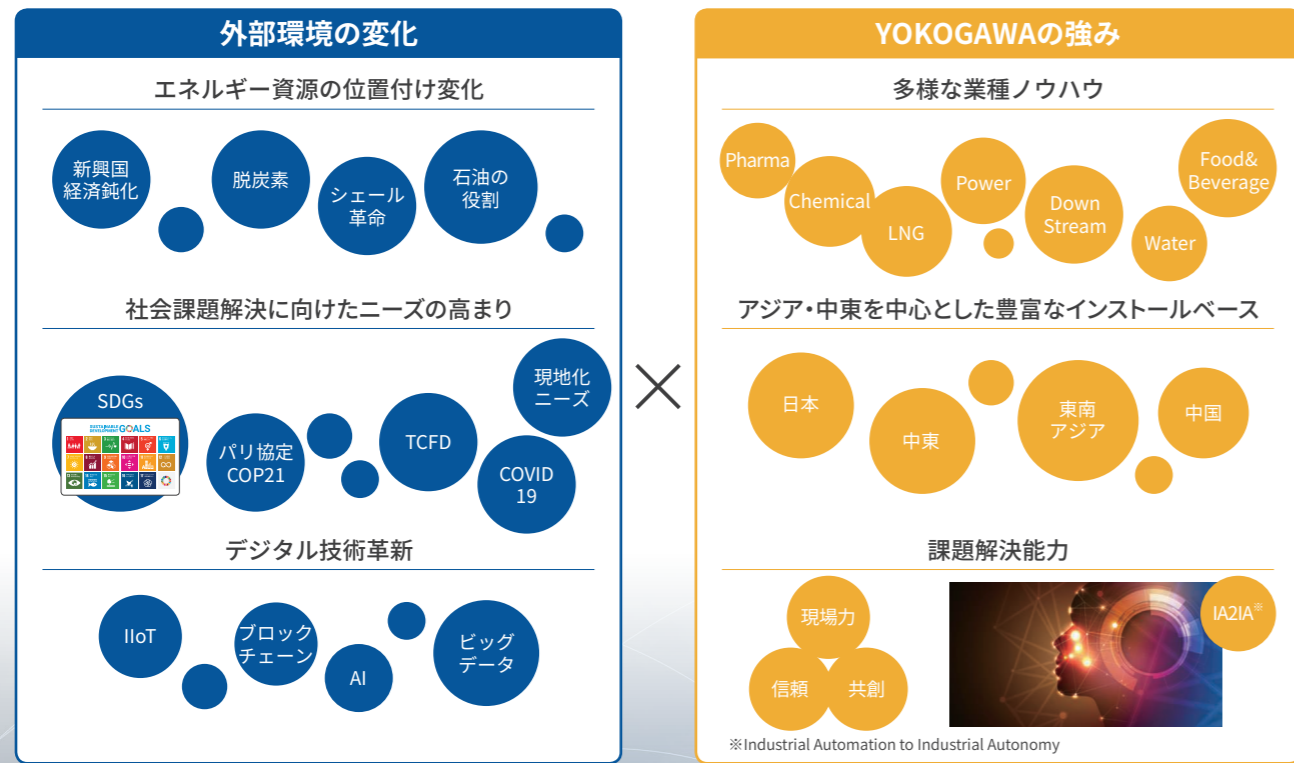 外部環境の変化
エネルギー資源の位置付け変化
新興国
経済鈍化
脱炭素
シェール
革命
石油の
役割
社会課題解決に向けたニーズの高まり
SDGs
SUSTAINABLE
DEVELOPMENT GOALS
パリ協定
COP21
TCFD
現地化
ニーズ
COVID
19
デジタル技術革新
IIoT
ブロック
チェーン
AI
ビッグ
データ
×
YOKOGAWAの強み
多様な業種ノウハウ
Pharma
Chemical
LNG
Power
Down
Stream
Water
Food&
Beverage
アジア・中東を中心とした豊富なインストールベース
日本
中東
東南
アジア
中国
課題解決能力
現場力
信頼
共創
IA2IA※
※Industrial Automation to Industrial Autonomy